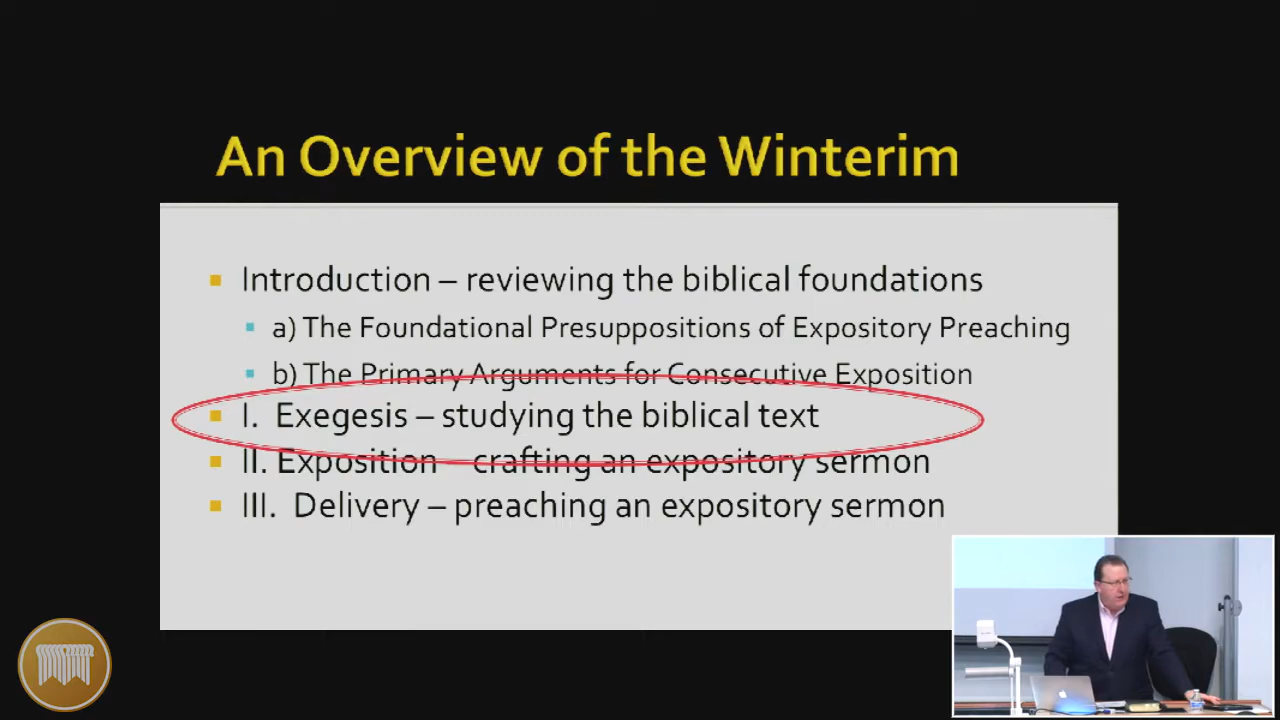 An Overview of the Winterim
Introduction – reviewing the biblical foundations
a) The Foundational Presuppositions of Expository Preaching
b) The Primary Arguments for Consecutive Exposition
I. Exegesis – studying the biblical text
II. Exposition – crafting an expository sermon
III. Delivery – preaching an expository sermon